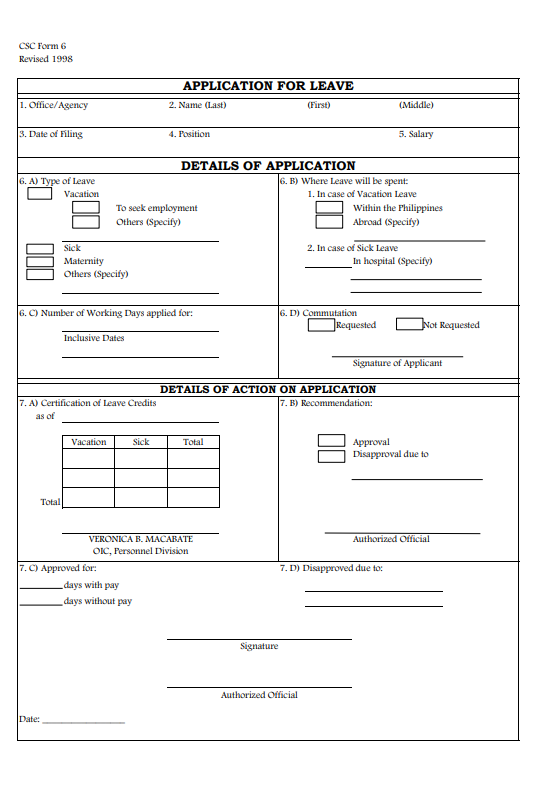 CSC Form 6
Revised 1998
APPLICATION FOR LEAVE
1. Office/Agency 2. Name (Last) (First) (Middle)
3. Date of Filing 4. Position 5. Salary
DETAILS OF APPLICATION
6. A) Type of Leave
Vacation
To seek employment
Others (Specify)
Sick
Maternity
Others (Specify)
6. B) Where Leave will be spent:
1. In case of Vacation Leave
Within the Philippines
Abroad (Specify)
2. In case of Sick Leave
In hospital (Specify)
6. C) Number of Working Days applied for:
Inclusive Dates
6. D) Commutation
Requested Not Requested
Signature of Applicant
DETAILS OF ACTION ON APPLICATION
7. A) Certification of Leave Credits
as of
Vacation Sick Total
Total
VERONICA B. MACABATE
OIC, Personnel Division
7. B) Recommendation:
Approval
Disapproval due to
Authorized Official
7. C) Approved for:
days with pay
days without pay
7. D) Disapproved due to:
Signature
Authorized Official
Date: _______________